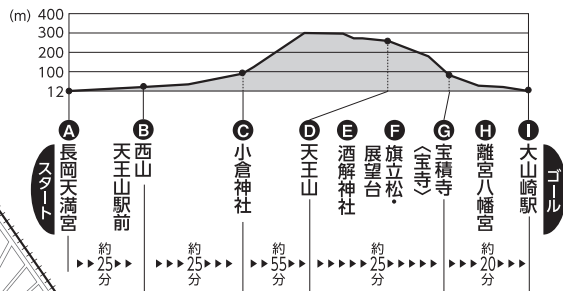 (m)
400
300
200
100
12
A
B
C
D
E
F
G
H
I
スタート
長岡天満宮
西山
天王山駅前
小倉神社
天王山
酒解神社
旗立松・
展望台
宝積寺
〈宝寺〉
離宮八幡宮
大山崎駅
ゴール
約
25
分
約
25
分
約
55
分
約
25
分
約
20
分